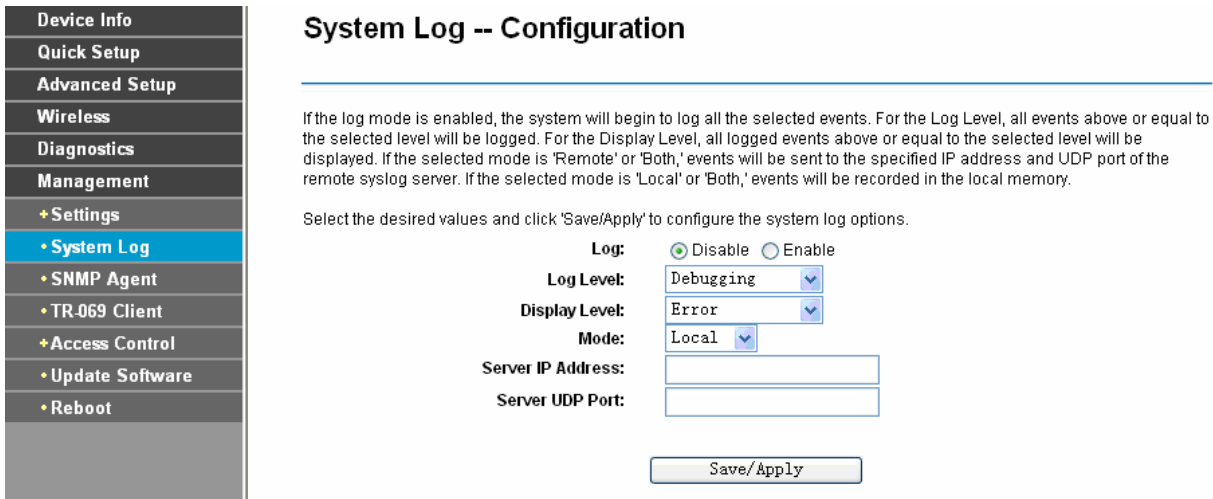 Device Info
Quick Setup
Advanced Setup
Wireless
Diagnostics
Management
+Settings
•System Log
•SNMP Agent
•TR-069 Client
+Access Control
•Update Software
•Reboot
System Log -- Configuration
If the log mode is enabled, the system will begin to log all the selected events. For the Log Level, all events above or equal to
the selected level will be logged. For the Display Level, all logged events above or equal to the selected level will be
displayed. If the selected mode is 'Remote' or 'Both,' events will be sent to the specified IP address and UDP port of the
remote syslog server. If the selected mode is 'Local' or 'Both,' events will be recorded in the local memory.
Select the desired values and click 'Save/Apply' to configure the system log options.
Log: Disable Enable
Log Level: Debugging
Display Level: Error
Mode: Local
Server IP Address:
Server UDP Port:
Save/Apply